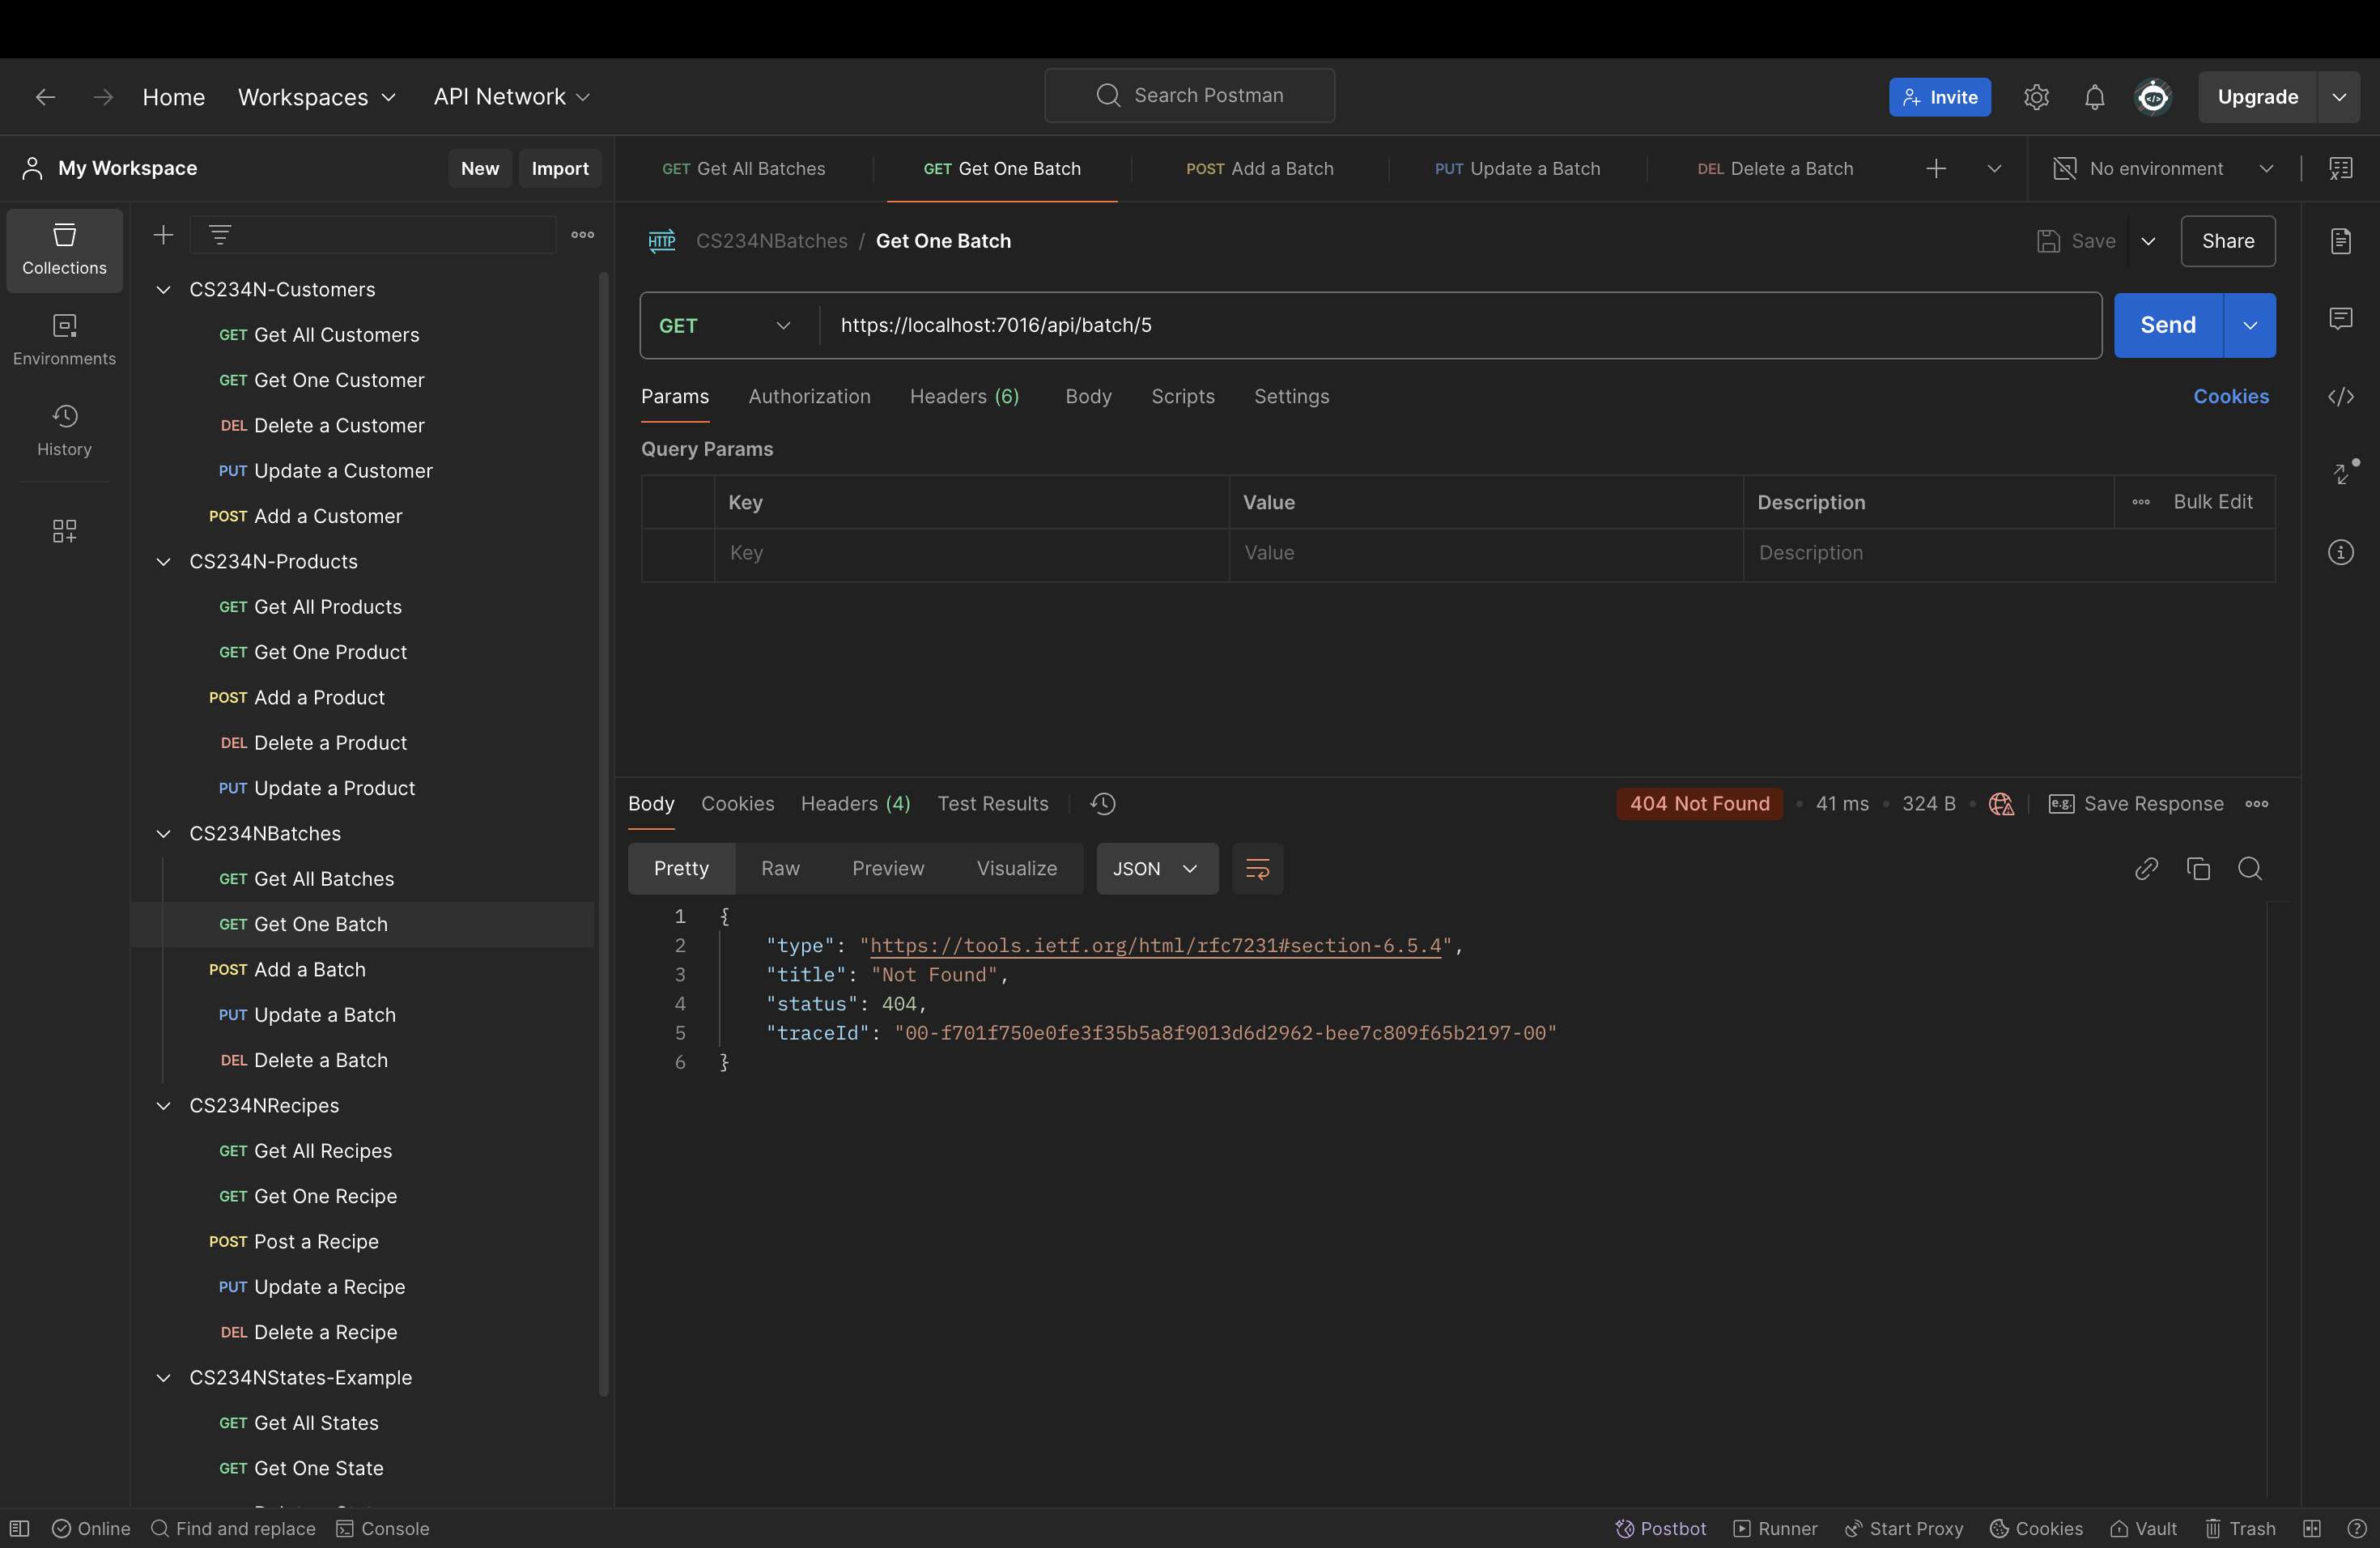 Home Workspaces API Network
Search Postman
Invite
Upgrade
My Workspace New Import
GET Get All Batches
GET Get One Batch
POST Add a Batch
PUT Update a Batch
DEL Delete a Batch
No environment
Collections
Environments
History
CS234N-Customers
GET Get All Customers
GET Get One Customer
DEL Delete a Customer
PUT Update a Customer
POST Add a Customer
CS234N-Products
GET Get All Products
GET Get One Product
POST Add a Product
DEL Delete a Product
PUT Update a Product
CS234NBatches
GET Get All Batches
GET Get One Batch
POST Add a Batch
PUT Update a Batch
DEL Delete a Batch
CS234NRecipes
GET Get All Recipes
GET Get One Recipe
POST Post a Recipe
PUT Update a Recipe
DEL Delete a Recipe
CS234NStates-Example
GET Get All States
GET Get One State
HTTP CS234NBatches / Get One Batch
Save
Share
GET https://localhost:7016/api/batch/5
Send
Params Authorization Headers (6) Body Scripts Settings
Cookies
Query Params
Key Value Description Bulk Edit
Key Value Description
Body Cookies Headers (4) Test Results
404 Not Found 41 ms 324 B
e.g. Save Response
Pretty Raw Preview Visualize JSON
1 {
2 "type": "https://tools.ietf.org/html/rfc7231#section-6.5.4",
3 "title": "Not Found",
4 "status": 404,
5 "traceId": "00-f701f750e0fe3f35b5a8f9013d6d2962-bee7c809f65b2197-00"
6 }
Online Find and replace Console
Postbot Runner Start Proxy Cookies Vault Trash